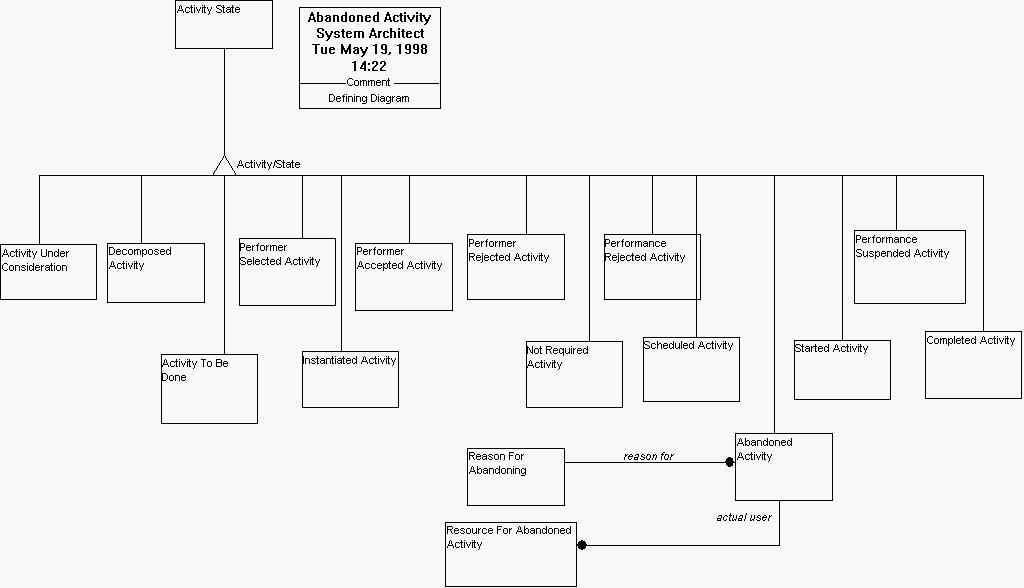 Activity State
Abandoned Activity
System Architect
Tue May 19, 1998
14:22
Comment
Defining Diagram
Activity/State
Activity Under
Consideration
Decomposed
Activity
Performer
Selected Activity
Performer
Accepted Activity
Performer
Rejected Activity
Performance
Rejected Activity
Performance
Suspended Activity
Activity To Be
Done
Instantiated Activity
Not Required
Activity
Scheduled Activity
Started Activity
Completed Activity
Reason For
Abandoning
reason for
Abandoned
Activity
actual user
Resource For Abandoned
Activity